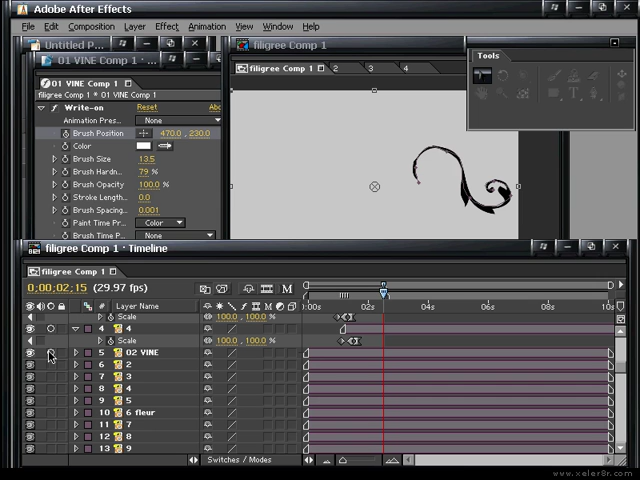 Adobe After Effects
File Edit Composition Layer Effect Animation View Window Help
Untitled P...
01 VINE Comp 1 · ...
01 VINE Comp 1
filigree Comp 1 * 01 VINE Comp 1
Write-on Reset Abo
Animation Pres... None
Brush Position 470.0 , 230.0
Color
Brush Size 13.5
Brush Hardn... 79 %
Brush Opacity 100.0 %
Stroke Length... 0.0
Brush Spacing... 0.001
Paint Time Pr... Color
Brush Time P... None
filigree Comp 1
filigree Comp 1 2 3 4
Tools
filigree Comp 1 · Timeline
filigree Comp 1
0;00;02;15 (29.97 fps)
M
# Layer Name
:00s 02s 04s 06s 08s 10s
Scale 100.0 , 100.0 %
4 4
Scale 100.0 , 100.0 %
5 02 VINE
6 2
7 3
8 4
9 5
10 6 fleur
11 7
12 8
13 9
Switches / Modes
www.xeler8r.com